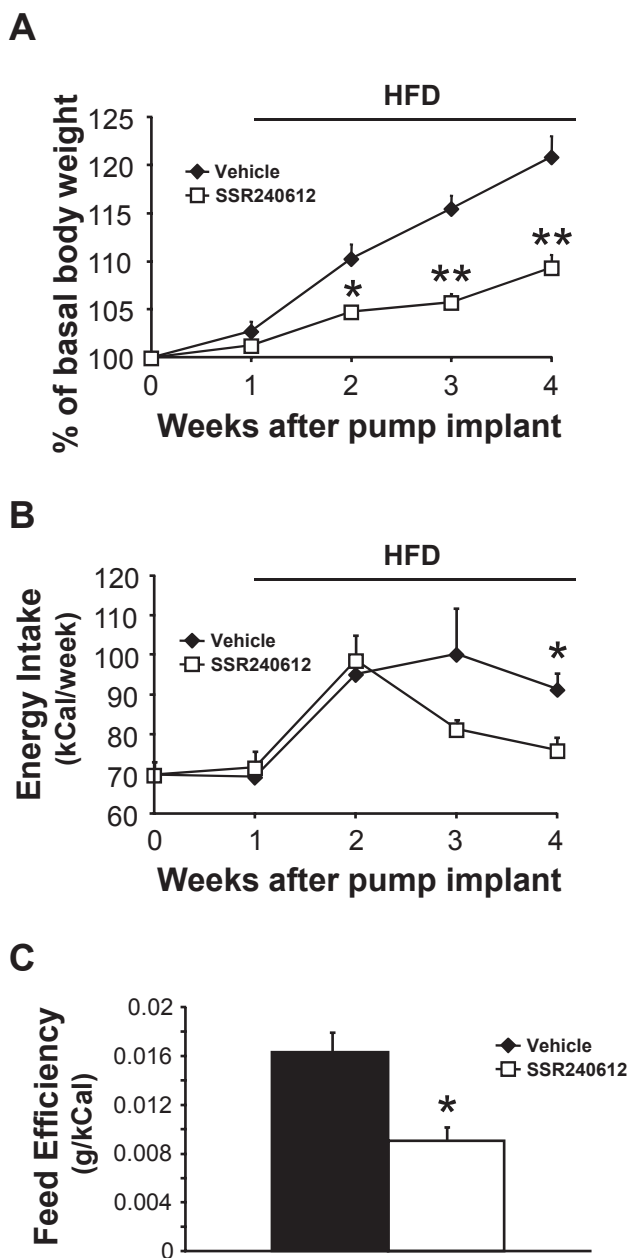 A
HFD
% of basal body weight
125
120
115
110
105
100
Vehicle
SSR240612
*
**
**
0 1 2 3 4
Weeks after pump implant
B
HFD
Energy Intake
(kCal/week)
120
110
100
90
80
70
60
Vehicle
SSR240612
*
0 1 2 3 4
Weeks after pump implant
C
Feed Efficiency
(g/kCal)
0.02
0.016
0.012
0.008
0.004
0
Vehicle
SSR240612
*